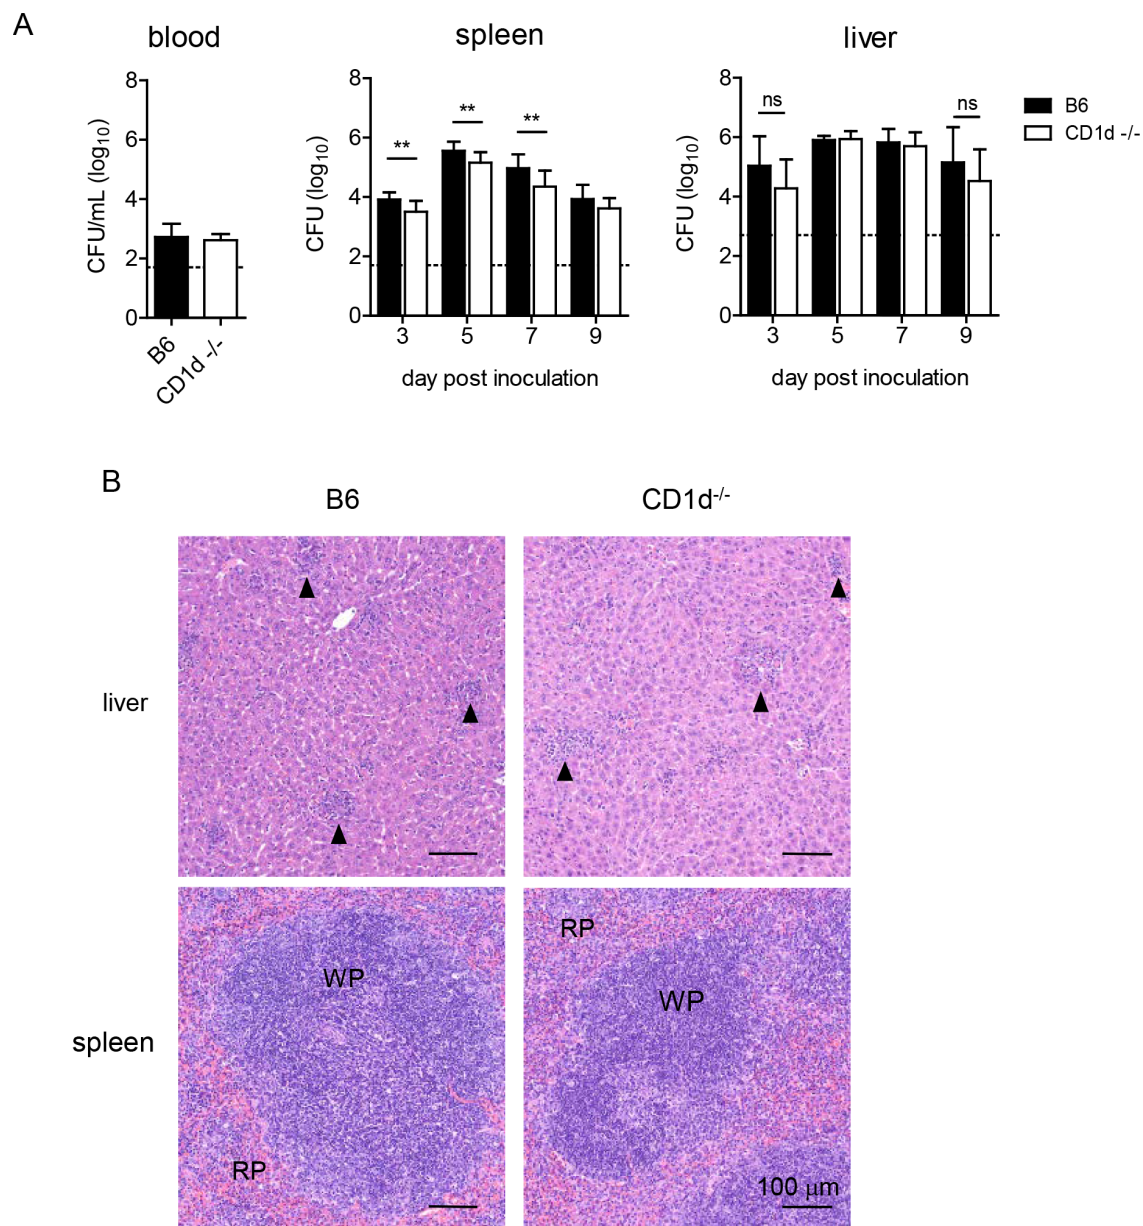 A
blood
spleen
liver
8
6
4
2
0
CFU/mL (log10)
B6
CD1d -/-
8
6
4
2
0
CFU (log10)
**
**
**
3 5 7 9
day post inoculation
8
6
4
2
0
CFU (log10)
ns
ns
3 5 7 9
day post inoculation
B6
CD1d -/-
B
B6
CD1d-/-
liver
spleen
WP
RP
RP
WP
100 μm